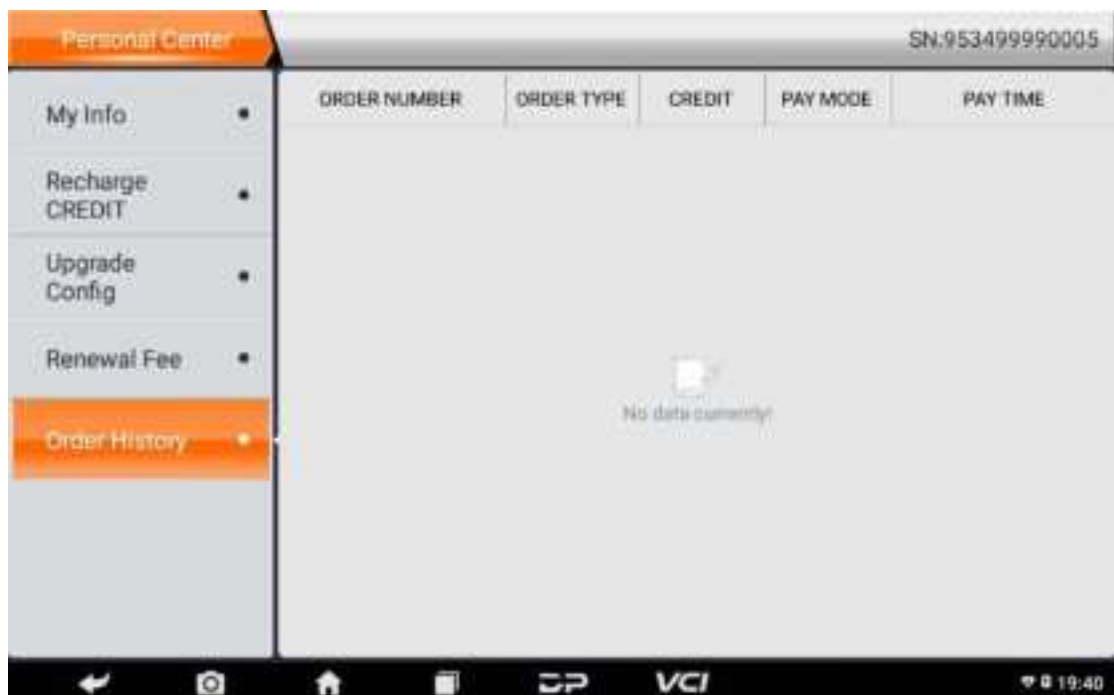 Personal Center
SN:953499990005
My Info
Recharge
CREDIT
Upgrade
Config
Renewal Fee
Order History
ORDER NUMBER
ORDER TYPE
CREDIT
PAY MODE
PAY TIME
No data currently!
DP
VCI
19:40